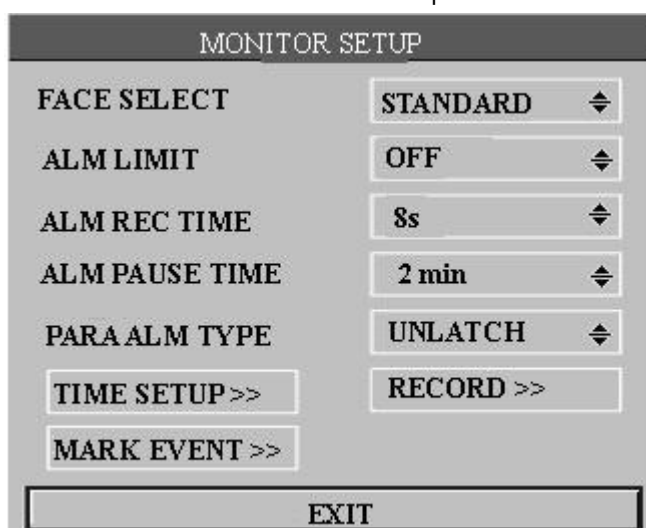 MONITOR SETUP
FACE SELECT STANDARD
ALM LIMIT OFF
ALM REC TIME 8s
ALM PAUSE TIME 2 min
PARA ALM TYPE UNLATCH
TIME SETUP>> RECORD >>
MARK EVENT >>
EXIT